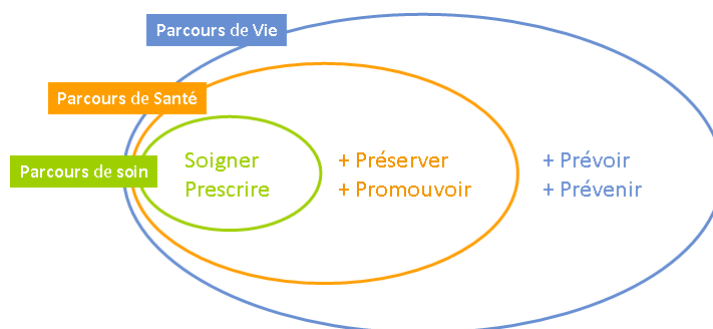 Parcours de Vie
Parcours de Santé
Parcours de soin
Soigner
Prescrire
+ Préserver
+ Promouvoir
+ Prévoir
+ Prévenir